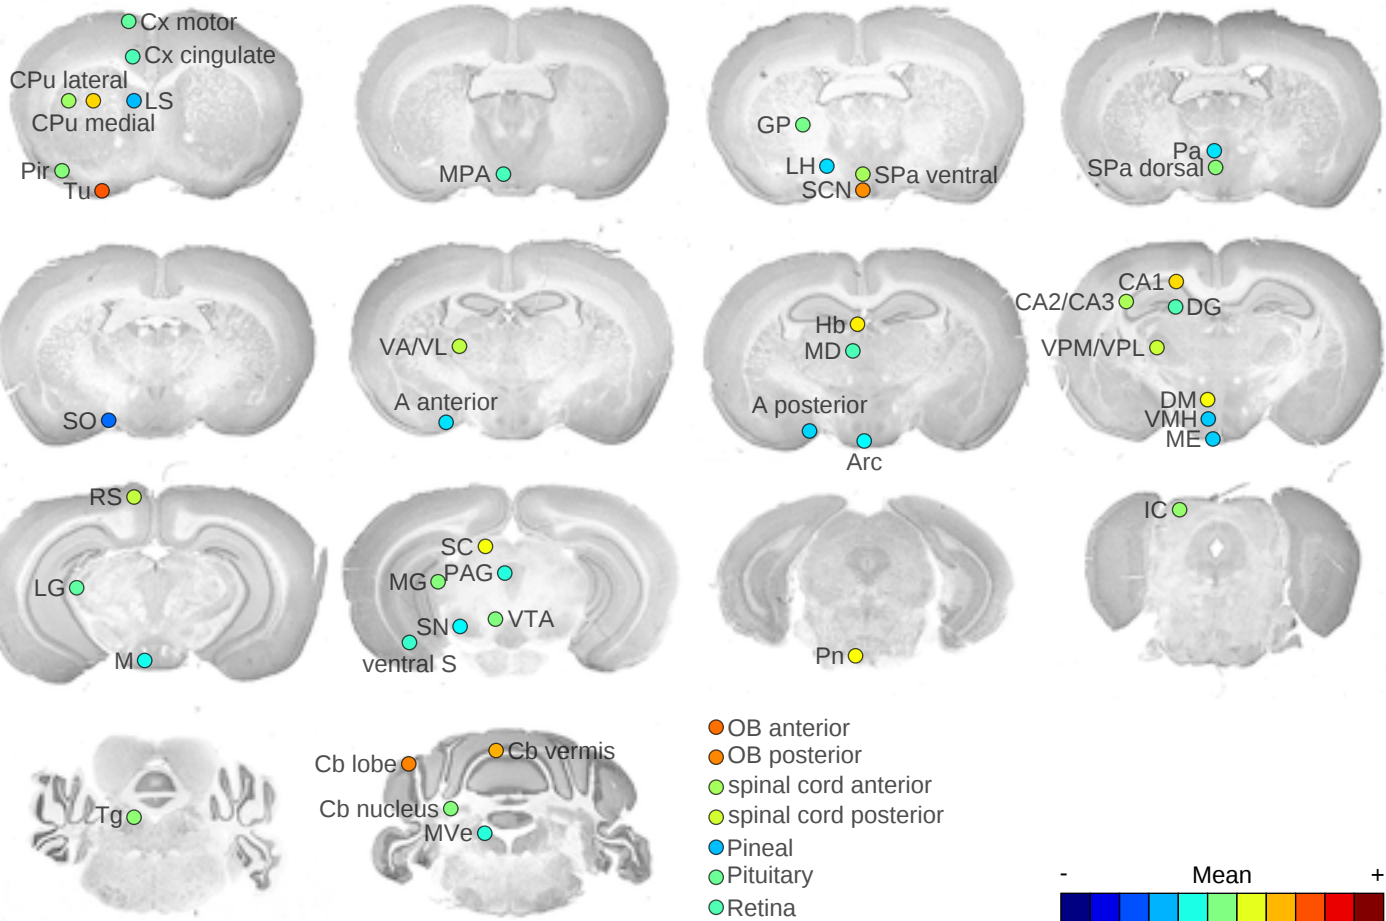 Cx motor
Cx cingulate
CPu lateral
LS
CPu medial
Pir
Tu
MPA
GP
LH
SPa ventral
SCN
Pa
SPa dorsal
SO
VA/VL
A anterior
Hb
MD
A posterior
Arc
CA1
CA2/CA3
DG
VPM/VPL
DM
VMH
ME
RS
LG
M
SC
PAG
MG
VTA
SN
ventral S
Pn
IC
Tg
Cb vermis
Cb lobe
Cb nucleus
MVe
OB anterior
OB posterior
spinal cord anterior
spinal cord posterior
Pineal
Pituitary
Retina
- Mean +